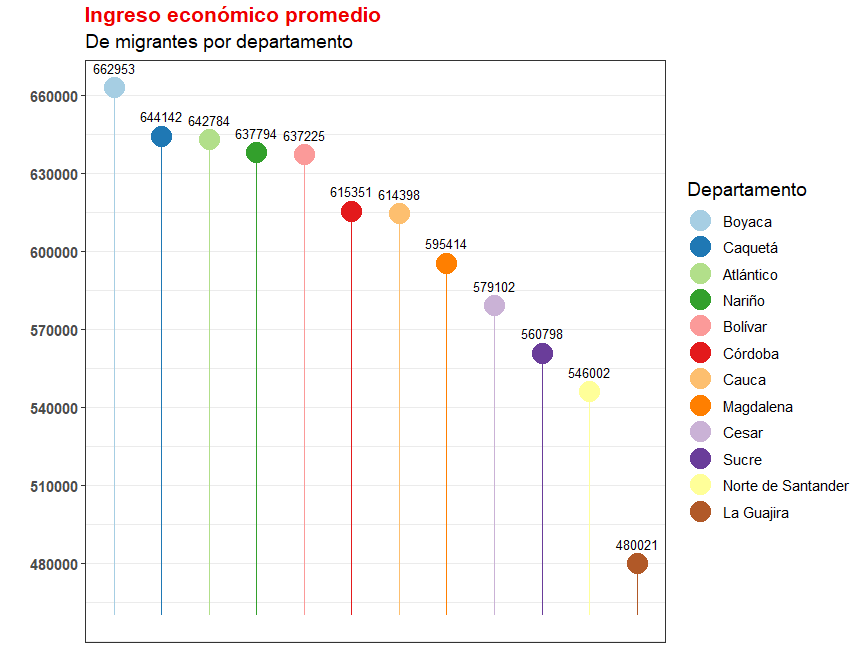 Ingreso económico promedio
De migrantes por departamento
662953
644142
642784
637794
637225
615351
614398
595414
579102
560798
546002
480021
660000
630000
600000
570000
540000
510000
480000
Departamento
Boyaca
Caquetá
Atlántico
Nariño
Bolívar
Córdoba
Cauca
Magdalena
Cesar
Sucre
Norte de Santander
La Guajira